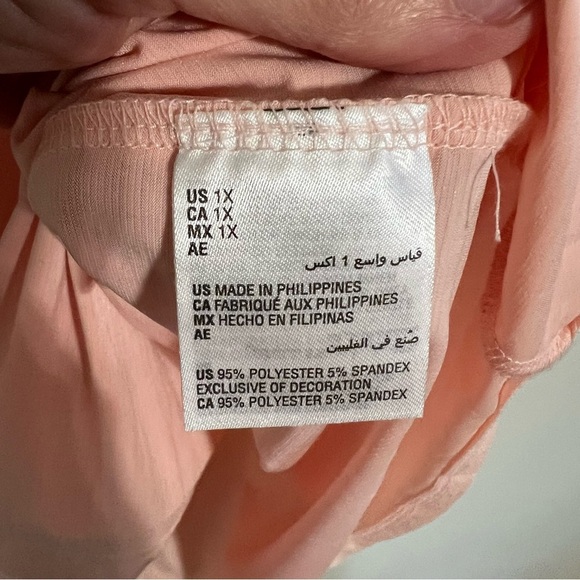 US 1X
CA 1X
MX 1X
AE
قياس واسع 1 اكس
US MADE IN PHILIPPINES
CA FABRIQUÉ AUX PHILIPPINES
MX HECHO EN FILIPINAS
AE
صُنع في الفليبين
US 95% POLYESTER 5% SPANDEX
EXCLUSIVE OF DECORATION
CA 95% POLYESTER 5% SPANDEX